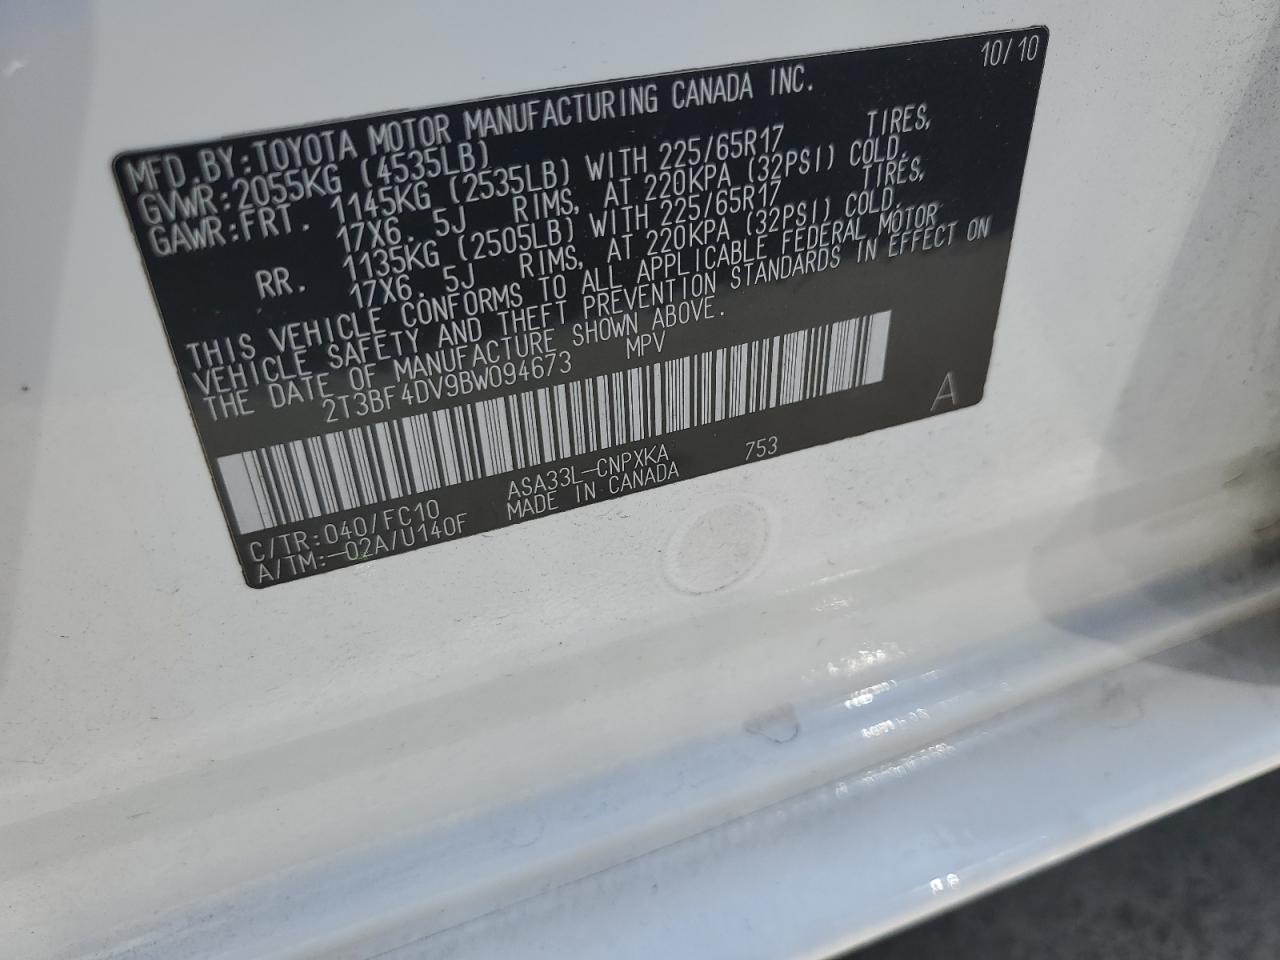 10/10
MFD.BY:TOYOTA MOTOR MANUFACTURING CANADA INC.
GVWR:2055KG (4535LB)
GAWR:FRT. 1145KG (2535LB) WITH 225/65R17 TIRES,
17X6.5J RIMS, AT 220KPA (32PSI) COLD.
RR. 1135KG (2505LB) WITH 225/65R17 TIRES,
17X6.5J RIMS, AT 220KPA (32PSI) COLD.
THIS VEHICLE CONFORMS TO ALL APPLICABLE FEDERAL MOTOR
VEHICLE SAFETY AND THEFT PREVENTION STANDARDS IN EFFECT ON
THE DATE OF MANUFACTURE SHOWN ABOVE.
2T3BF4DV9BW094673 MPV
A
C/TR:040/FC10 ASA33L-CNPXKA 753
A/TM:-02A/U140F MADE IN CANADA